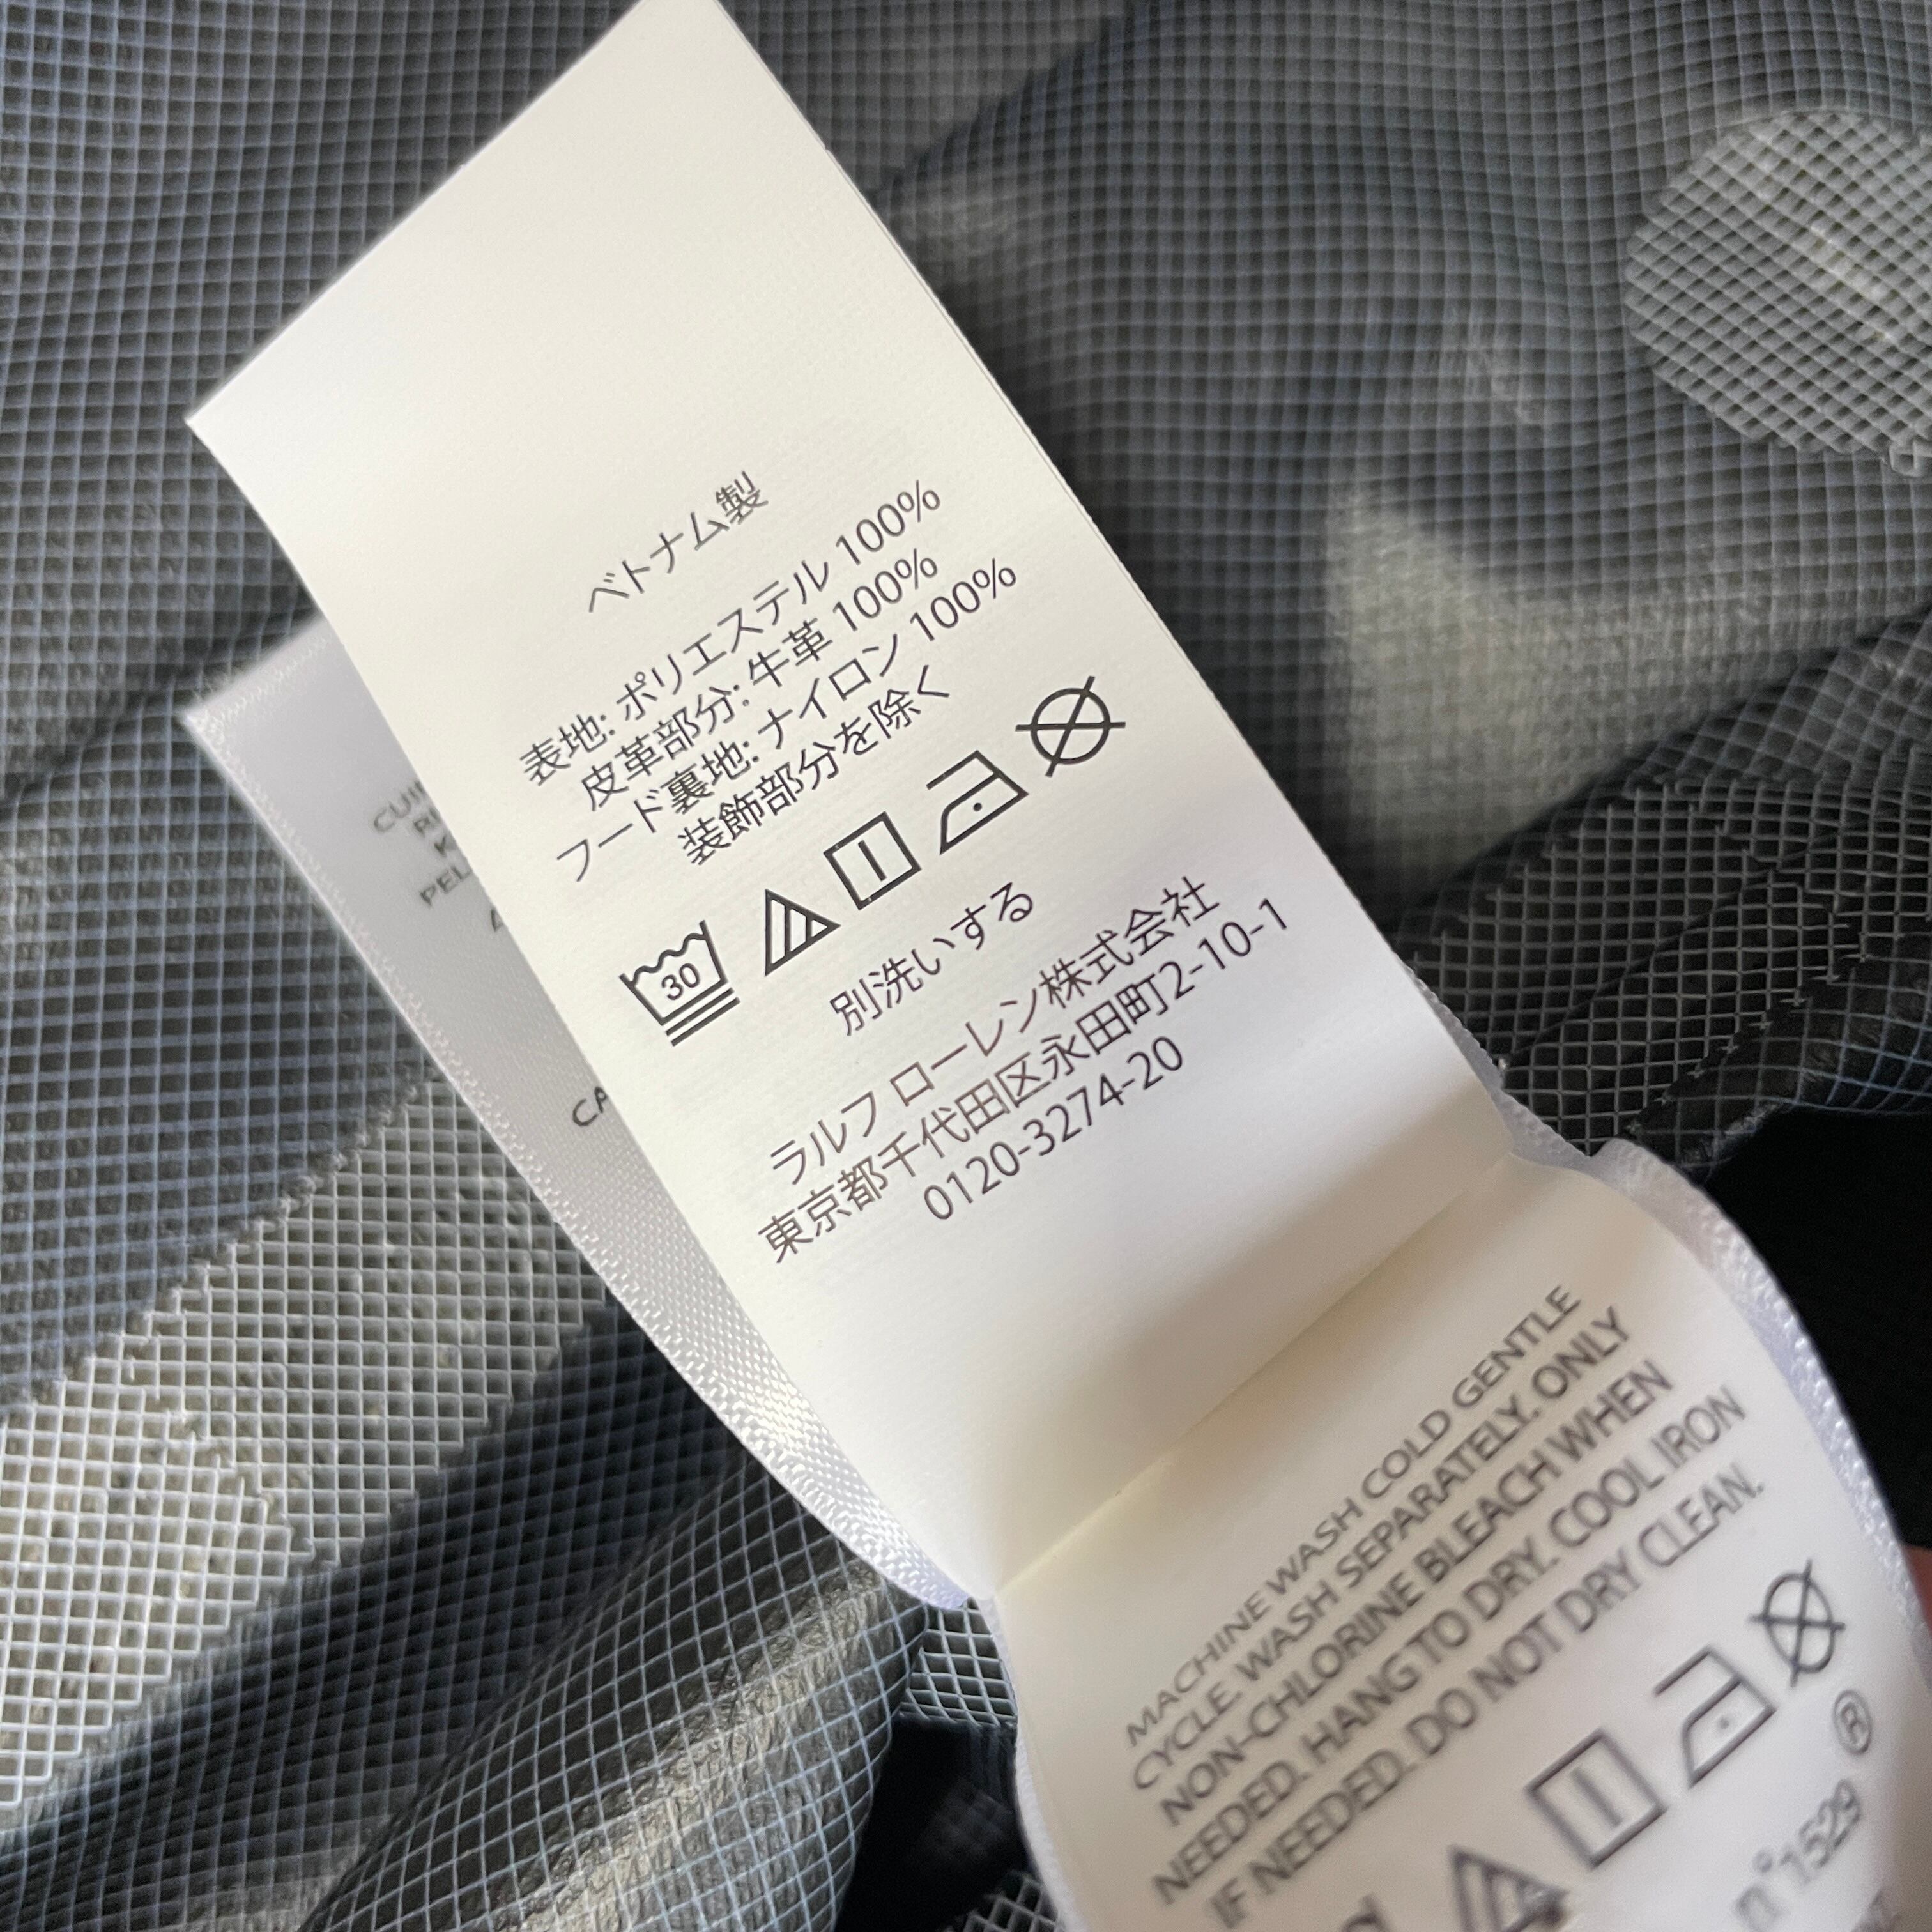 ベトナム製
表地: ポリエステル 100%
皮革部分: 牛革 100%
フード裏地: ナイロン 100%
装飾部分を除く
30
別洗いする
ラルフ ローレン株式会社
東京都千代田区永田町2-10-1
0120-3274-20
MACHINE WASH COLD GENTLE
CYCLE. WASH SEPARATELY. ONLY
NON-CHLORINE BLEACH WHEN
NEEDED. HANG TO DRY. COOL IRON
IF NEEDED. DO NOT DRY CLEAN.
®
n°1529